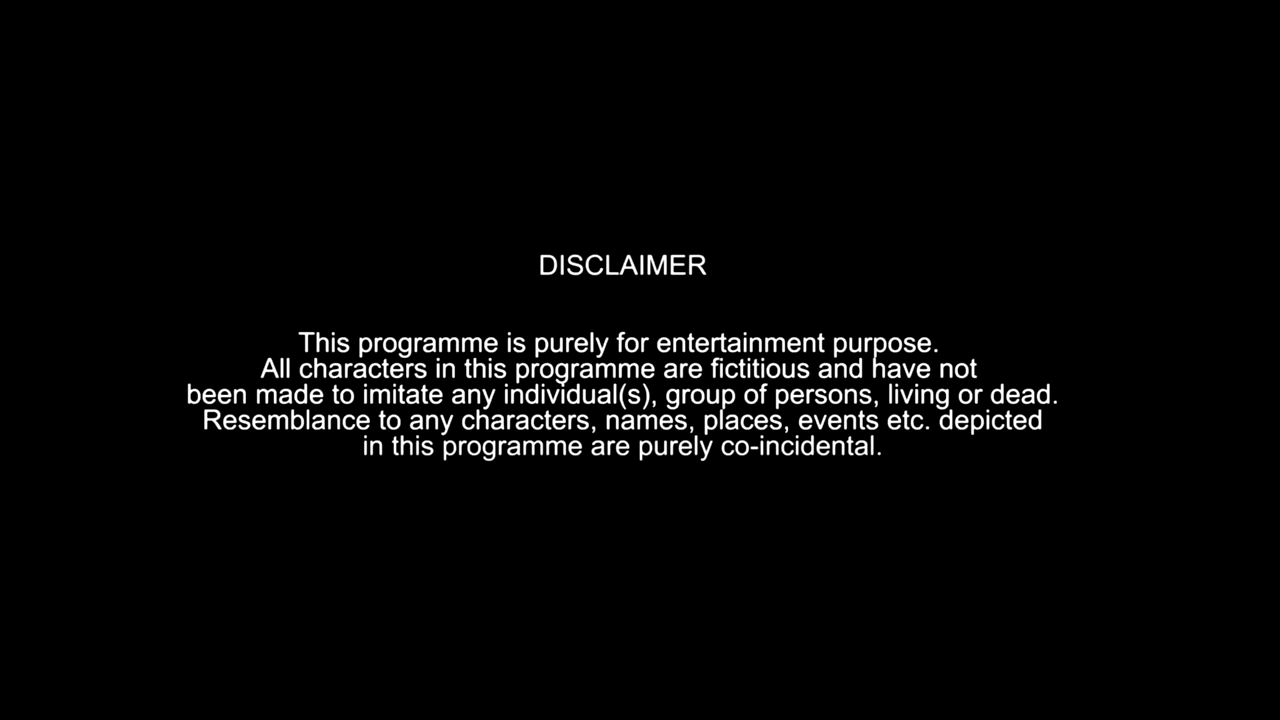 DISCLAIMER
This programme is purely for entertainment purpose.
All characters in this programme are fictitious and have not
been made to imitate any individual(s), group of persons, living or dead.
Resemblance to any characters, names, places, events etc. depicted
in this programme are purely co-incidental.